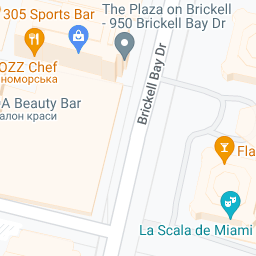 305 Sports Bar
The Plaza on Brickell
- 950 Brickell Bay Dr
OZZ Chef
номорська
A Beauty Bar
алон краси
Brickell Bay Dr
Fla
La Scala de Miami